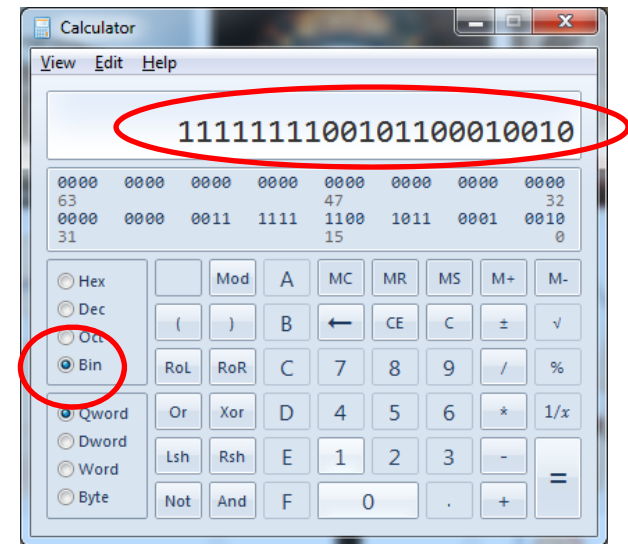 Calculator
View Edit Help
1111111100101100010010
0000 0000 0000 0000 0000 0000 0000 0000
63 47 32
0000 0000 0011 1111 1100 1011 0001 0010
31 15 0
Hex Mod A MC MR MS M+ M-
Dec ( ) B ← CE C ± √
Oct
Bin RoL RoR C 7 8 9 / %
Qword Or Xor D 4 5 6 * 1/x
Dword
Word Lsh Rsh E 1 2 3 - =
Byte Not And F 0 . +